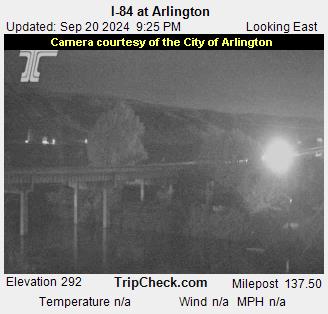 I-84 at Arlington
Updated: Sep 20 2024 9:25 PM Looking East
Camera courtesy of the City of Arlington
Elevation 292 TripCheck.com Milepost 137.50
Temperature n/a Wind n/a MPH n/a